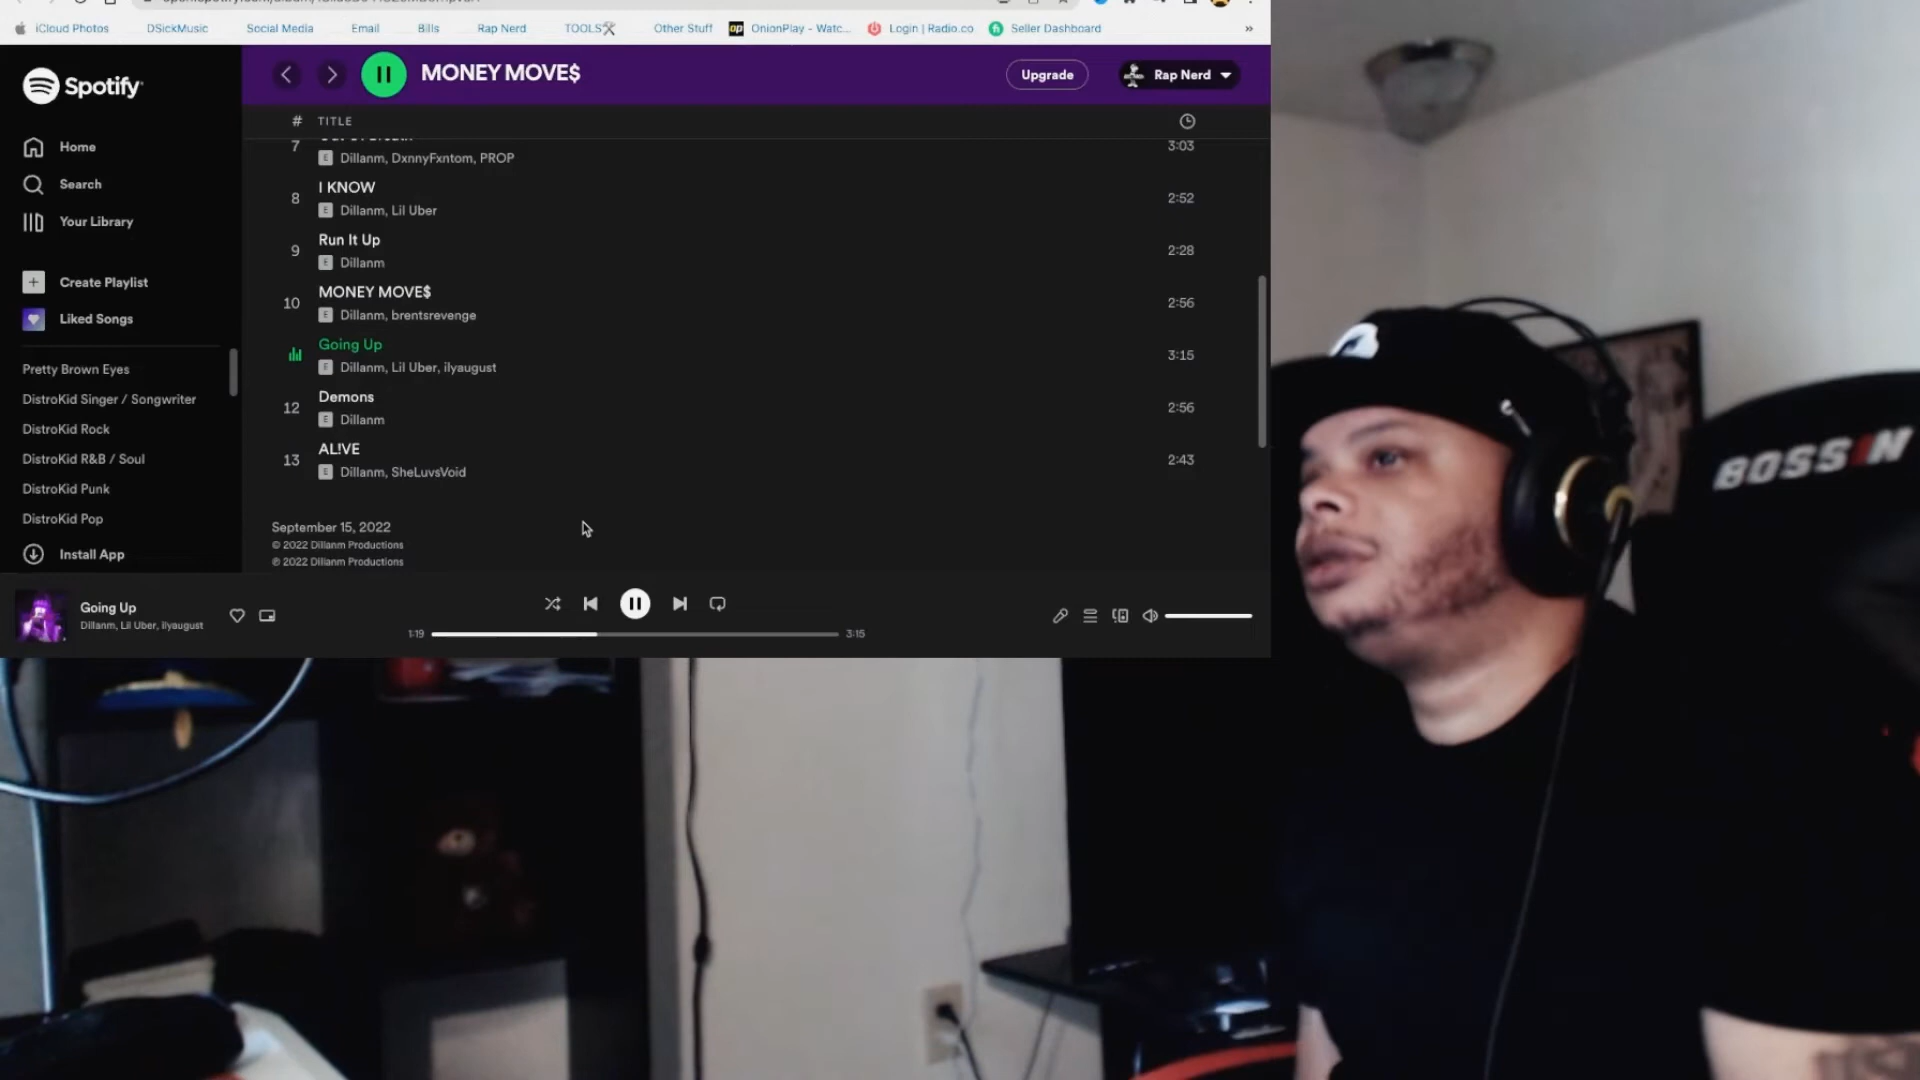 iCloud Photos DSickMusic Social Media Email Bills Rap Nerd TOOLS🛠 Other Stuff op OnionPlay - Watc... Login | Radio.co Seller Dashboard »
Spotify
MONEY MOVE$
Upgrade
Rap Nerd
Home
Search
Your Library
Create Playlist
Liked Songs
Pretty Brown Eyes
DistroKid Singer / Songwriter
DistroKid Rock
DistroKid R&B / Soul
DistroKid Punk
DistroKid Pop
Install App
# TITLE
7 3:03
E Dillanm, DxnnyFxntom, PROP
I KNOW
8 2:52
E Dillanm, Lil Uber
Run It Up
9 2:28
E Dillanm
MONEY MOVE$
10 2:56
E Dillanm, brentsrevenge
Going Up
3:15
E Dillanm, Lil Uber, ilyaugust
Demons
12 2:56
E Dillanm
AL!VE
13 2:43
E Dillanm, SheLuvsVoid
September 15, 2022
© 2022 Dillanm Productions
℗ 2022 Dillanm Productions
Going Up
Dillanm, Lil Uber, ilyaugust
1:19 3:15
BOSSIN